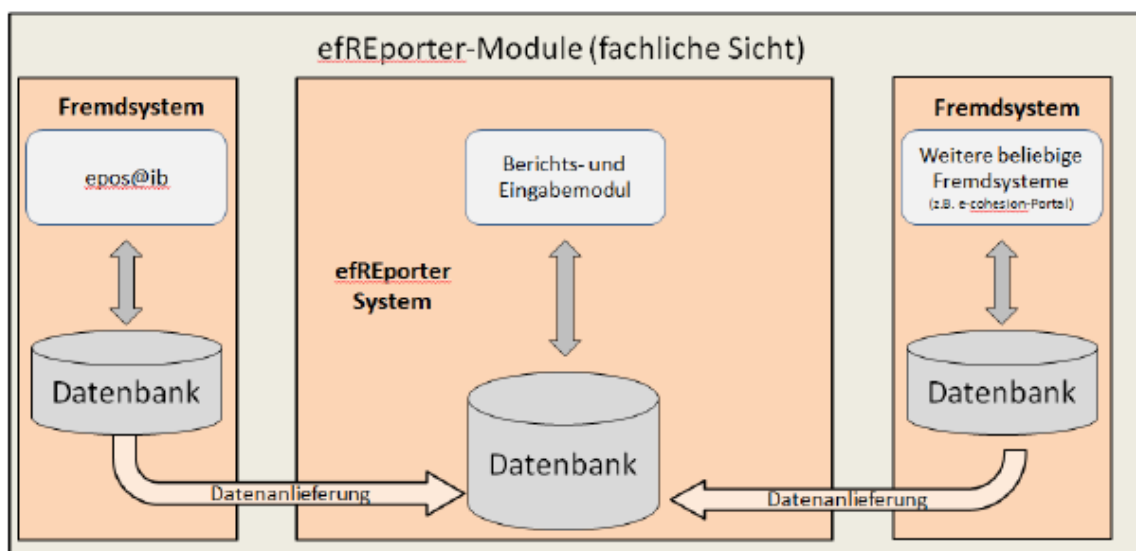 efREporter-Module (fachliche Sicht)
Fremdsystem
epos@ib
Datenbank
Datenanlieferung
Berichts- und
Eingabemodul
efREporter
System
Datenbank
Fremdsystem
Weitere beliebige
Fremdsysteme
(z.B. e-cohesion-Portal)
Datenbank
Datenanlieferung